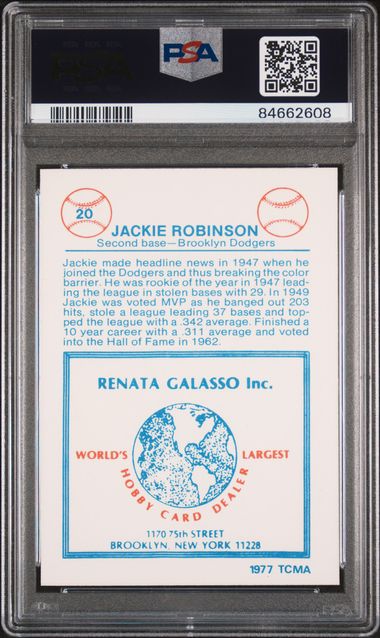 PSA
84662608
20
JACKIE ROBINSON
Second base—Brooklyn Dodgers
Jackie made headline news in 1947 when he
joined the Dodgers and thus breaking the color
barrier. He was rookie of the year in 1947 lead-
ing the league in stolen bases with 29. In 1949
Jackie was voted MVP as he banged out 203
hits, stole a league leading 37 bases and top-
ped the league with a .342 average. Finished a
10 year career with a .311 average and voted
into the Hall of Fame in 1962.
RENATA GALASSO Inc.
WORLD'S LARGEST
HOBBY CARD DEALER
1170 75th STREET
BROOKLYN, NEW YORK 11228
1977 TCMA